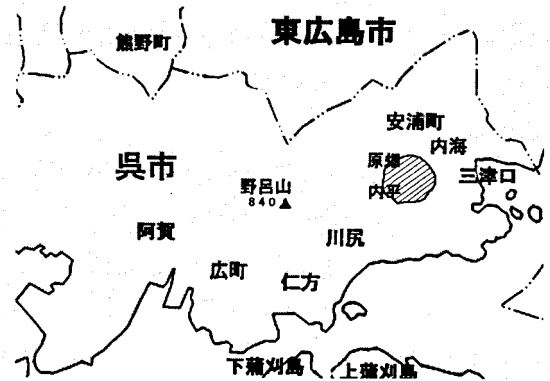 熊野町
東広島市
安浦町
内海
原畑
三津口
呉市
野呂山
840▲
内平
阿賀
川尻
広町
仁方
下蒲刈島
上蒲刈島